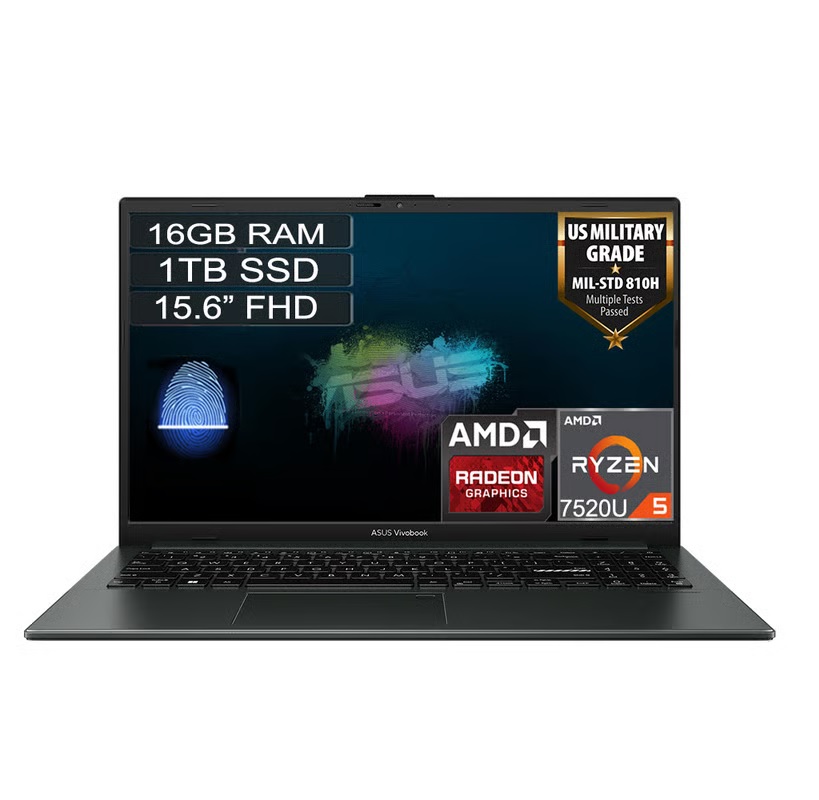 16GB RAM
1TB SSD
15.6” FHD
US MILITARY
GRADE
MIL-STD 810H
Multiple Tests
Passed
ASUS
AMD
RADEON
GRAPHICS
AMD
RYZEN
7520U 5
ASUS Vivobook